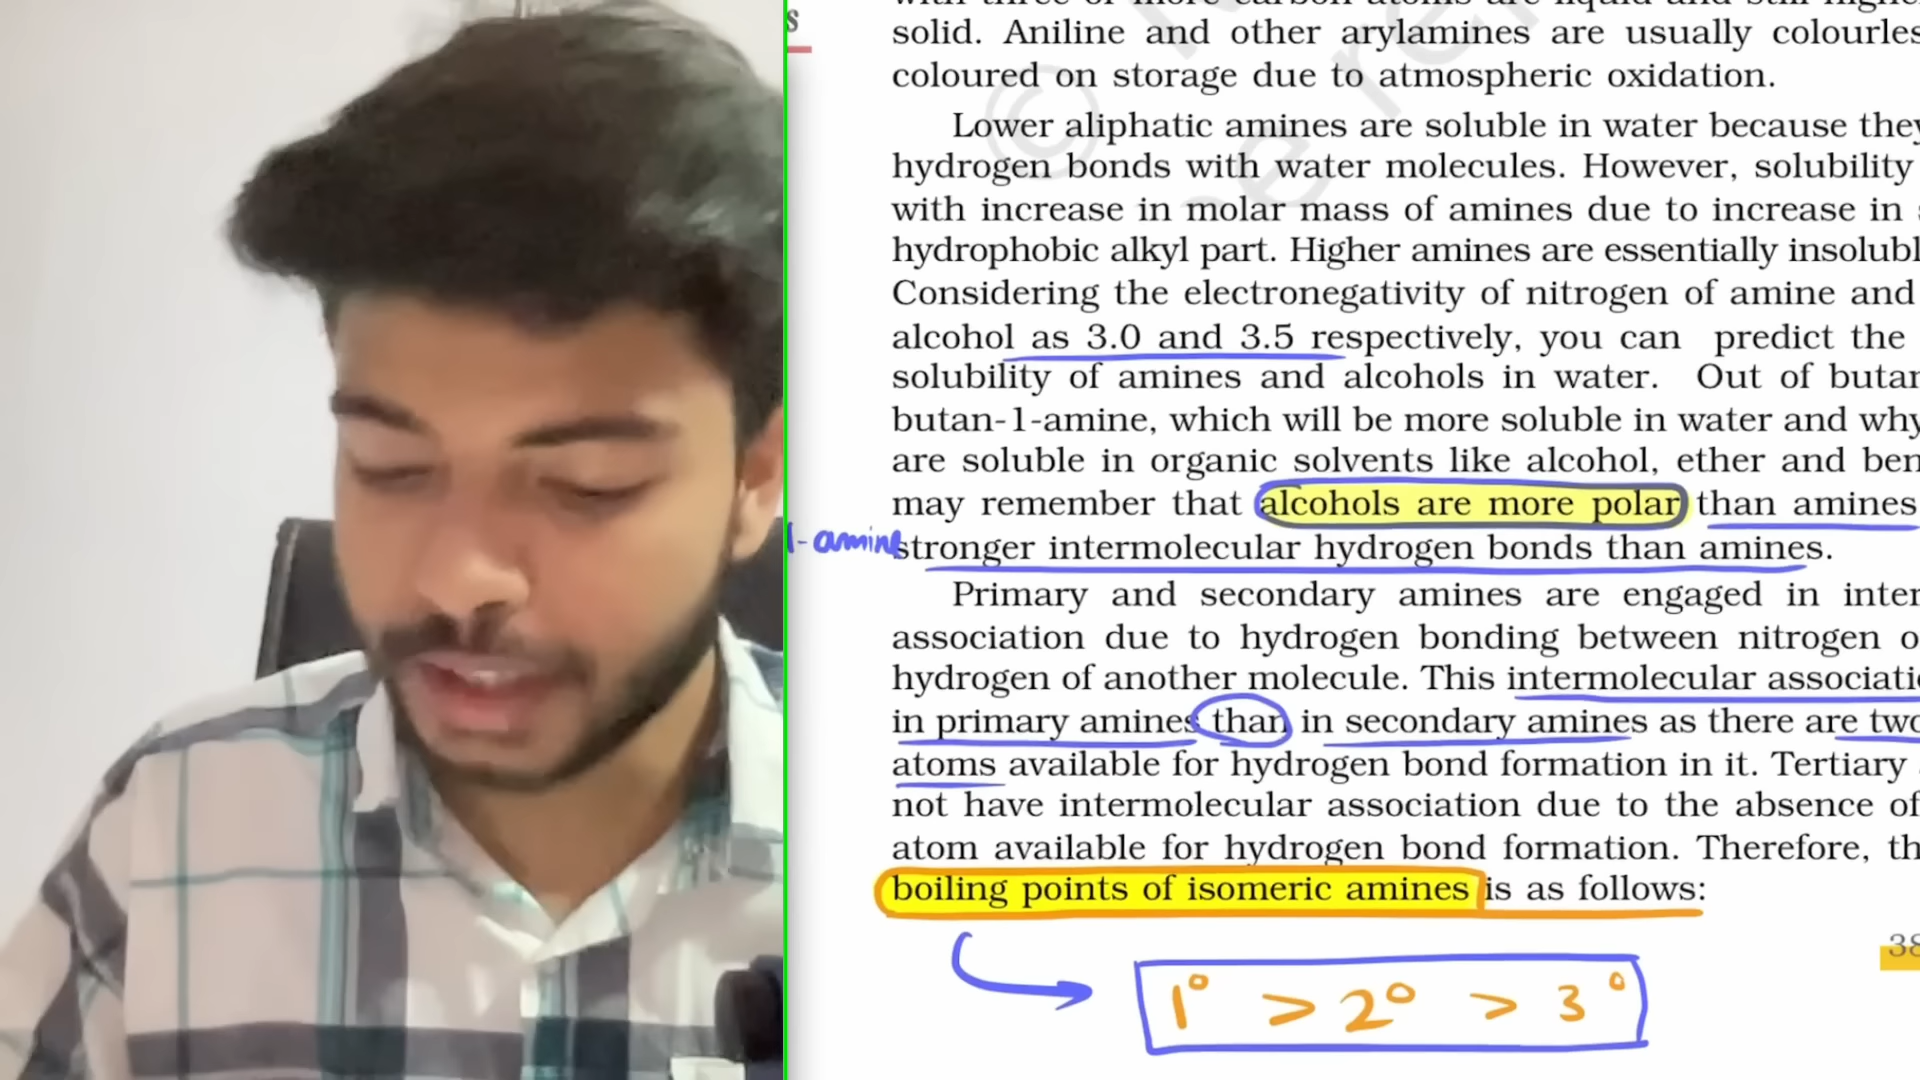 s
solid. Aniline and other arylamines are usually
coloured on storage due to atmospheric oxidation.
Lower aliphatic amines are soluble in water because they
hydrogen bonds with water molecules. However, solubility
with increase in molar mass of amines due to increase in
hydrophobic alkyl part. Higher amines are essentially
Considering the electronegativity of nitrogen of amine and
alcohol as 3.0 and 3.5 respectively, you can predict the
solubility of amines and alcohols in water. Out of
butan-1-amine, which will be more soluble in water and why
are soluble in organic solvents like alcohol, ether and
may remember that alcohols are more polar than amines
1-amine
stronger intermolecular hydrogen bonds than amines.
Primary and secondary amines are engaged in
association due to hydrogen bonding between nitrogen
hydrogen of another molecule. This intermolecular
in primary amines than in secondary amines as there are two
atoms available for hydrogen bond formation in it. Tertiary
not have intermolecular association due to the absence of
atom available for hydrogen bond formation. Therefore,
boiling points of isomeric amines is as follows:
38
1° > 2° > 3°